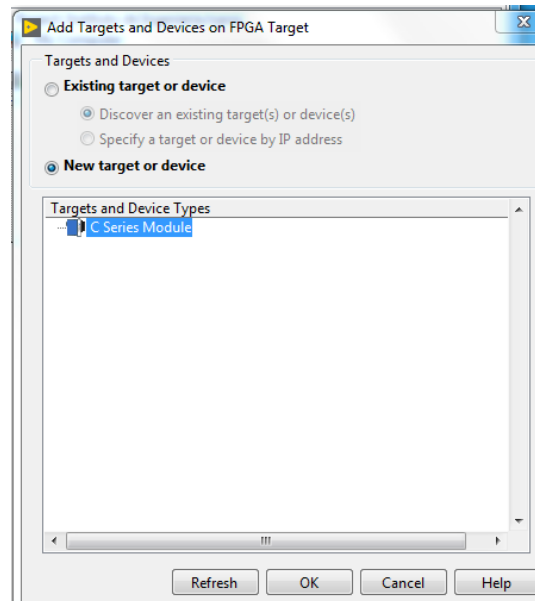 Add Targets and Devices on FPGA Target
Targets and Devices
Existing target or device
Discover an existing target(s) or device(s)
Specify a target or device by IP address
New target or device
Targets and Device Types
C Series Module
Refresh OK Cancel Help